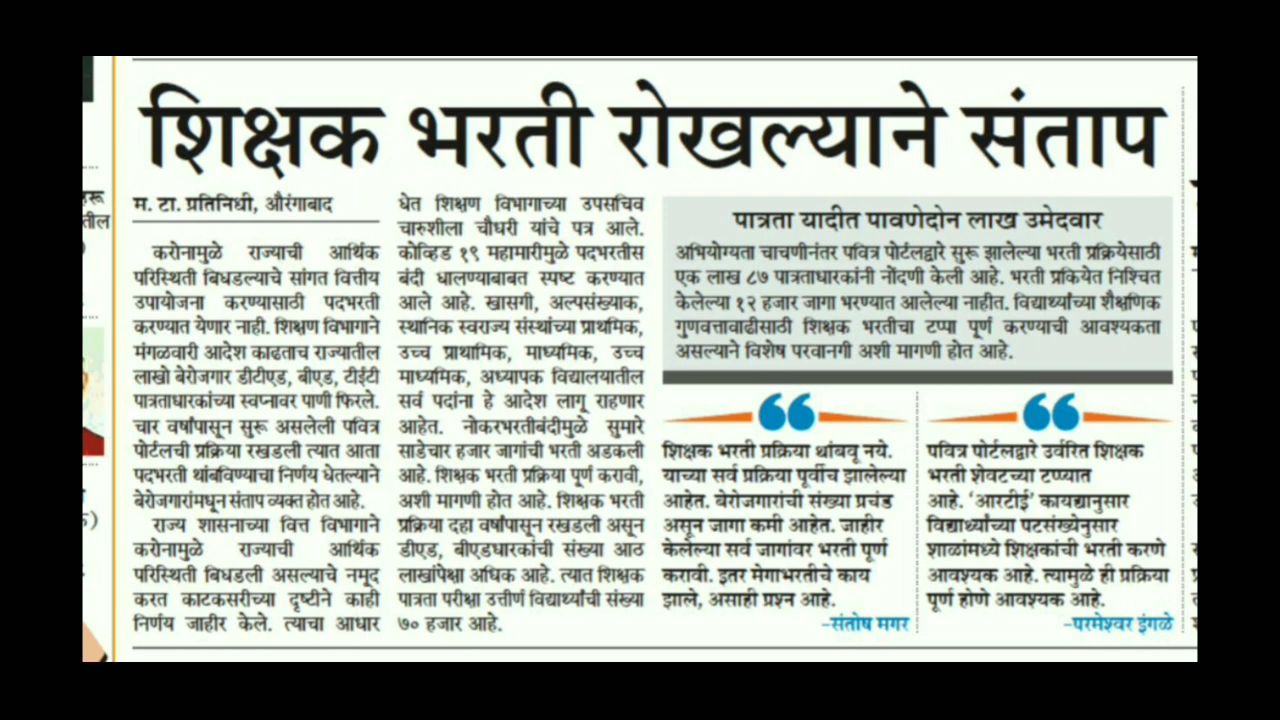 शिक्षक भरती रोखल्याने संताप
म. टा. प्रतिनिधी, औरंगाबाद
करोनामुळे राज्याची आर्थिक
परिस्थिती बिधडल्याचे सांगत वित्तीय
उपायोजना करण्यासाठी पदभरती
करण्यात येणार नाही. शिक्षण विभागाने
मंगळवारी आदेश काढताच राज्यातील
लाखो बेरोजगार डीटीएड, बीएड, टीईटी
पात्रताधारकांच्या स्वप्नावर पाणी फिरले.
चार वर्षांपासून सुरू असलेली पवित्र
पोर्टलची प्रक्रिया रखडली त्यात आता
पदभरती थांबविण्याचा निर्णय घेतल्याने
बेरोजगारांमधून संताप व्यक्त होत आहे.
राज्य शासनाच्या वित्त विभागाने
करोनामुळे राज्याची आर्थिक
परिस्थिती बिधडली असल्याचे नमूद
करत काटकसरीच्या दृष्टीने काही
निर्णय जाहीर केले. त्याचा आधार
धेत शिक्षण विभागाच्या उपसचिव
चारुशीला चौधरी यांचे पत्र आले.
कोव्हिड १९ महामारीमुळे पदभरतीस
बंदी धालण्याबाबत स्पष्ट करण्यात
आले आहे. खासगी, अल्पसंख्याक,
स्थानिक स्वराज्य संस्थांच्या प्राथमिक,
उच्च प्राथामिक, माध्यमिक, उच्च
माध्यमिक, अध्यापक विद्यालयातील
सर्व पदांना हे आदेश लागू राहणार
आहेत. नोकरभरतीबंदीमुळे सुमारे
साडेचार हजार जागांची भरती अडकली
आहे. शिक्षक भरती प्रक्रिया पूर्ण करावी,
अशी मागणी होत आहे. शिक्षक भरती
प्रक्रिया दहा वर्षांपासून रखडली असून
डीएड, बीएडधारकांची संख्या आठ
लाखांपेक्षा अधिक आहे. त्यात शिक्षक
पात्रता परीक्षा उत्तीर्ण विद्यार्थ्यांची संख्या
७० हजार आहे.
पात्रता यादीत पावणेदोन लाख उमेदवार
अभियोग्यता चाचणीनंतर पवित्र पोर्टलद्वारे सुरू झालेल्या भरती प्रक्रियेसाठी
एक लाख ८७ पात्रताधारकांनी नोंदणी केली आहे. भरती प्रकियेत निश्चित
केलेल्या १२ हजार जागा भरण्यात आलेल्या नाहीत. विद्यार्थ्यांच्या शैक्षणिक
गुणवत्तावाढीसाठी शिक्षक भरतीचा टप्पा पूर्ण करण्याची आवश्यकता
असल्याने विशेष परवानगी अशी मागणी होत आहे.
शिक्षक भरती प्रक्रिया थांबवू नये.
याच्या सर्व प्रक्रिया पूर्वीच झालेल्या
आहेत. बेरोजगारांची संख्या प्रचंड
असून जागा कमी आहेत. जाहीर
केलेल्या सर्व जागांवर भरती पूर्ण
करावी. इतर मेगाभरतीचे काय
झाले, असाही प्रश्न आहे.
-संतोष मगर
पवित्र पोर्टलद्वारे उर्वरित शिक्षक
भरती शेवटच्या टप्प्यात
आहे. ‘आरटीई’ कायद्यानुसार
विद्यार्थ्यांच्या पटसंख्येनुसार
शाळांमध्ये शिक्षकांची भरती करणे
आवश्यक आहे. त्यामुळे ही प्रक्रिया
पूर्ण होणे आवश्यक आहे.
-परमेश्वर इंगळे